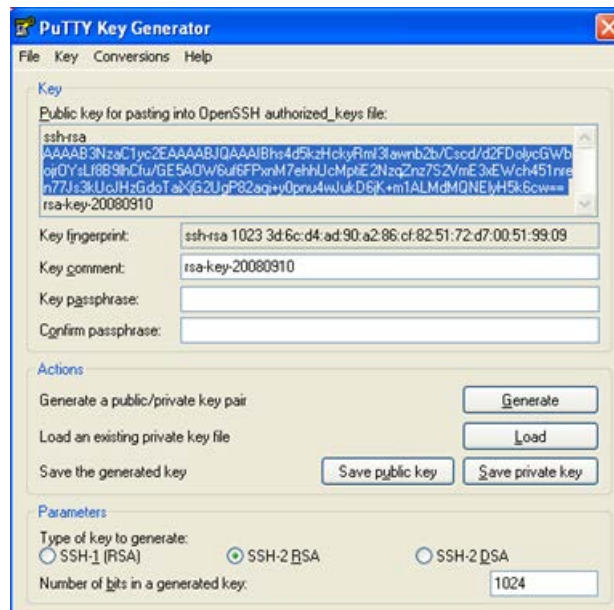 PuTTY Key Generator
File Key Conversions Help
Key
Public key for pasting into OpenSSH authorized_keys file:
ssh-rsa
rsa-key-20080910
Key fingerprint: ssh-rsa 1023 3d:6c:d4:ad:90:a2:86:cf:82:51:72:d7:00:51:99:09
Key comment: rsa-key-20080910
Key passphrase:
Confirm passphrase:
Actions
Generate a public/private key pair Generate
Load an existing private key file Load
Save the generated key Save public key Save private key
Parameters
Type of key to generate:
SSH-1 (RSA) SSH-2 RSA SSH-2 DSA
Number of bits in a generated key: 1024